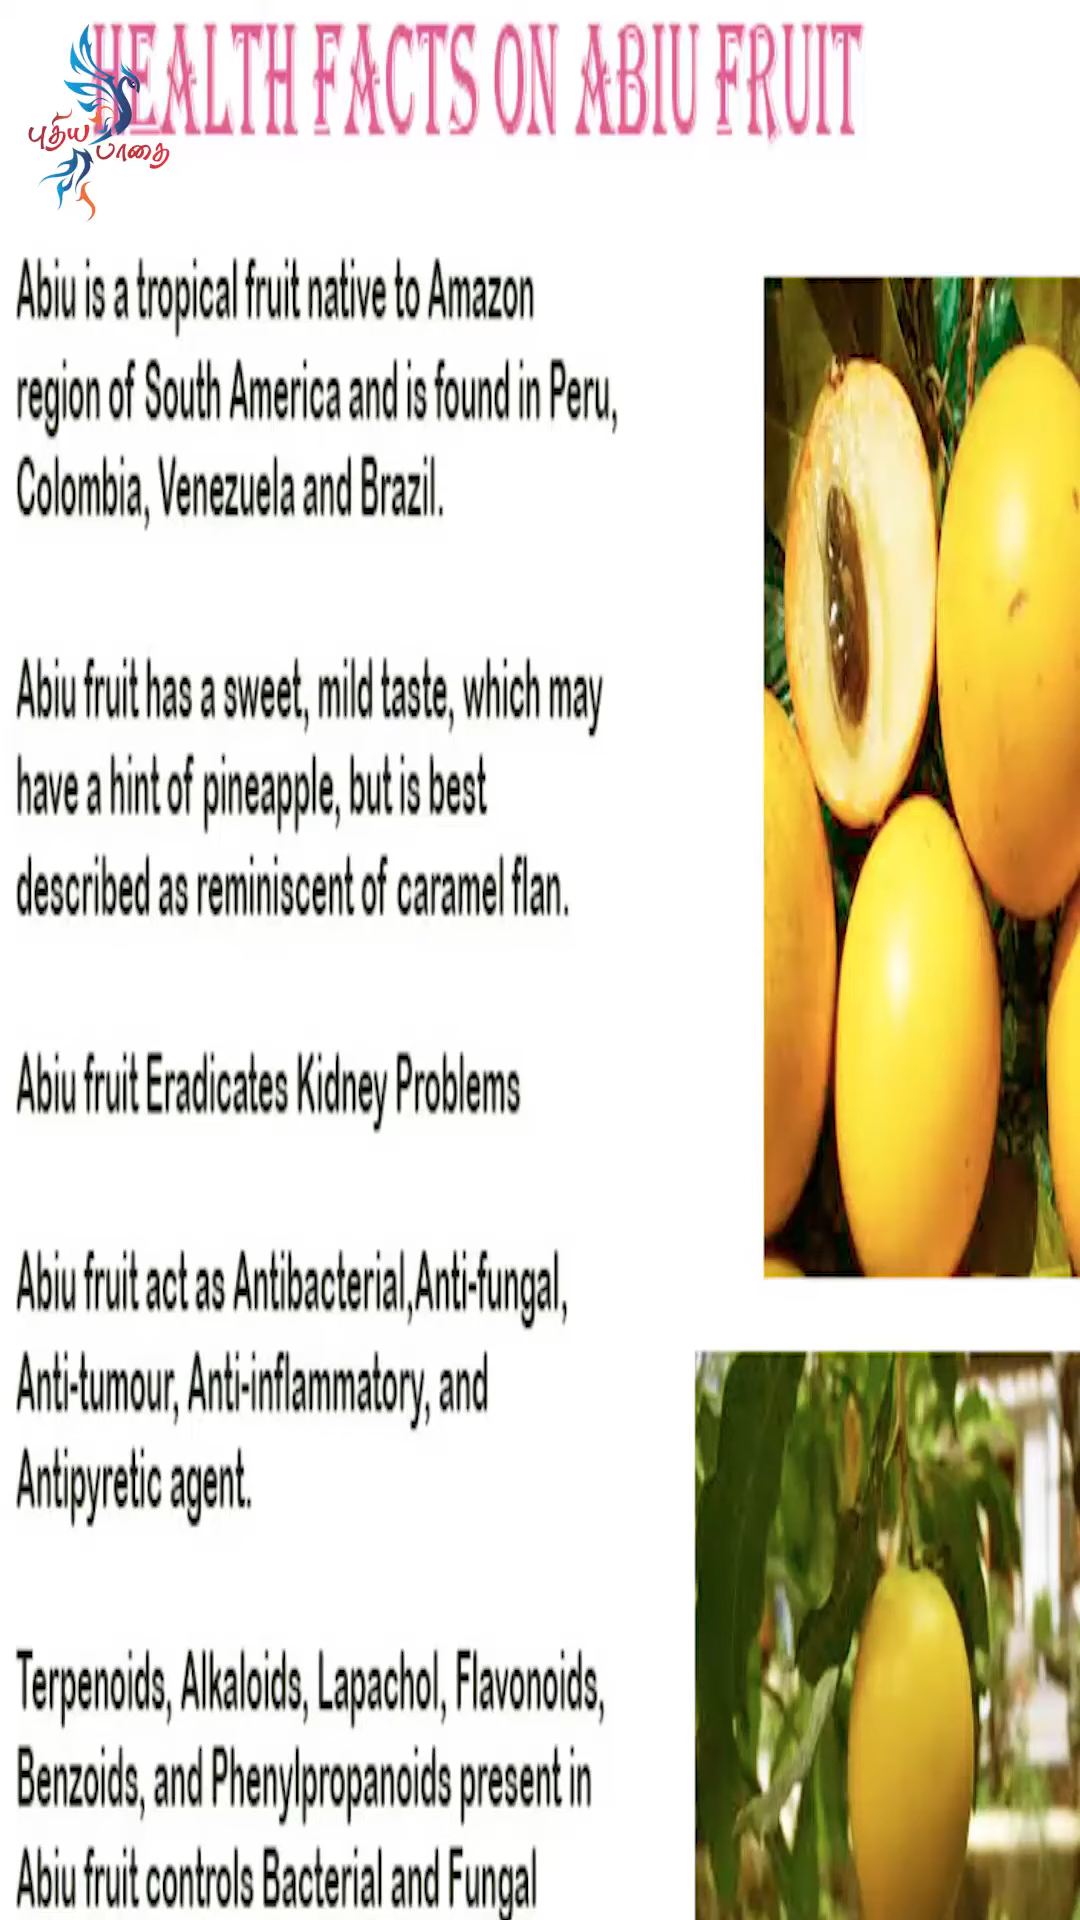 HEALTH FACTS ON ABIU FRUIT
புதிய
பாதை
Abiu is a tropical fruit native to Amazon
region of South America and is found in Peru,
Colombia, Venezuela and Brazil.
Abiu fruit has a sweet, mild taste, which may
have a hint of pineapple, but is best
described as reminiscent of caramel flan.
Abiu fruit Eradicates Kidney Problems
Abiu fruit act as Antibacterial,Anti-fungal,
Anti-tumour, Anti-inflammatory, and
Antipyretic agent.
Terpenoids, Alkaloids, Lapachol, Flavonoids,
Benzoids, and Phenylpropanoids present in
Abiu fruit controls Bacterial and Fungal